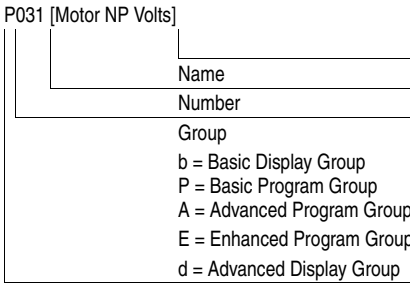 P031 [Motor NP Volts]
Name
Number
Group
b = Basic Display Group
P = Basic Program Group
A = Advanced Program Group
E = Enhanced Program Group
d = Advanced Display Group